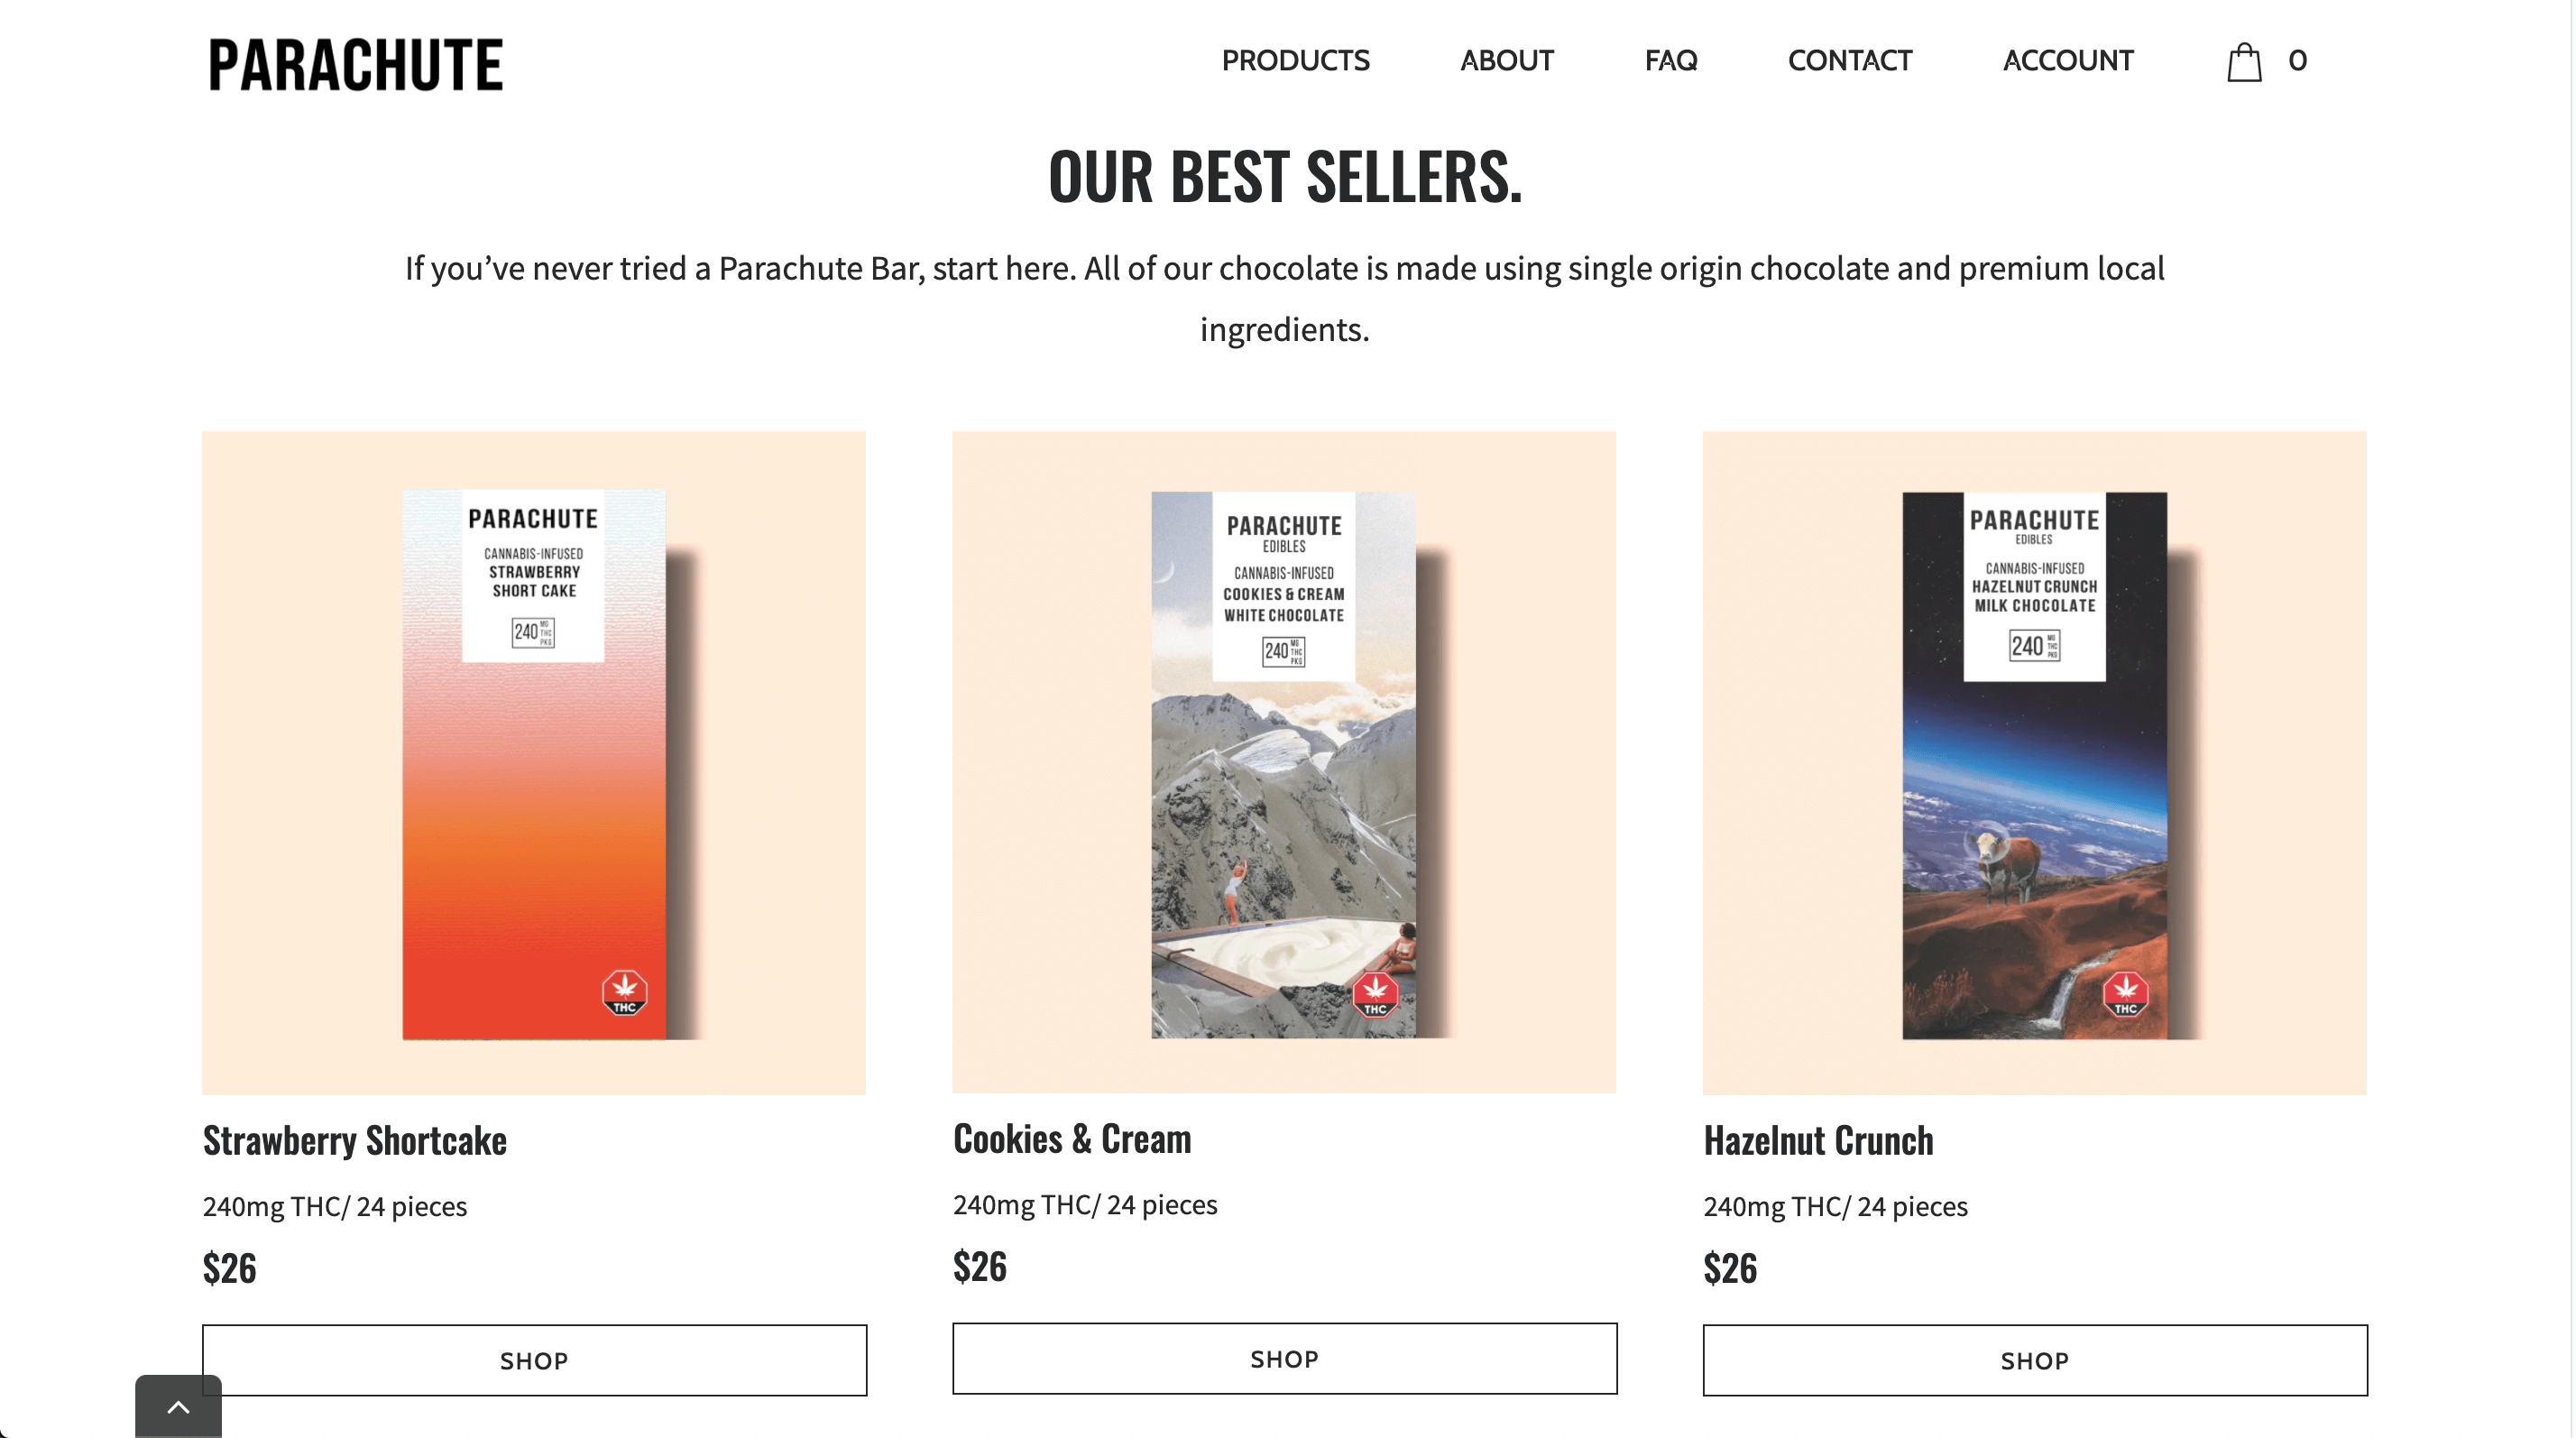 PARACHUTE
PRODUCTS
ABOUT
FAQ
CONTACT
ACCOUNT
0
OUR BEST SELLERS.
If you’ve never tried a Parachute Bar, start here. All of our chocolate is made using single origin chocolate and premium local
ingredients.
PARACHUTE
CANNABIS-INFUSED
STRAWBERRY
SHORT CAKE
240 MG
THC
PKG
THC
PARACHUTE
EDIBLES
CANNABIS-INFUSED
COOKIES & CREAM
WHITE CHOCOLATE
240 MG
THC
PKG
THC
PARACHUTE
EDIBLES
CANNABIS-INFUSED
HAZELNUT CRUNCH
MILK CHOCOLATE
240 MG
THC
PKG
THC
Strawberry Shortcake
240mg THC/ 24 pieces
$26
SHOP
Cookies & Cream
240mg THC/ 24 pieces
$26
SHOP
Hazelnut Crunch
240mg THC/ 24 pieces
$26
SHOP